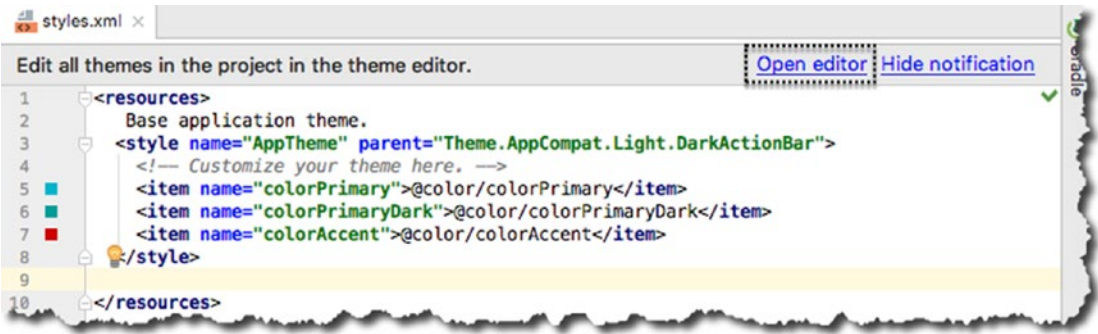 styles.xml
Edit all themes in the project in the theme editor. Open editor Hide notification
Gradle
1 <resources>
2 Base application theme.
3 <style name="AppTheme" parent="Theme.AppCompat.Light.DarkActionBar">
4 <!-- Customize your theme here. -->
5 <item name="colorPrimary">@color/colorPrimary</item>
6 <item name="colorPrimaryDark">@color/colorPrimaryDark</item>
7 <item name="colorAccent">@color/colorAccent</item>
8 </style>
9
10 </resources>